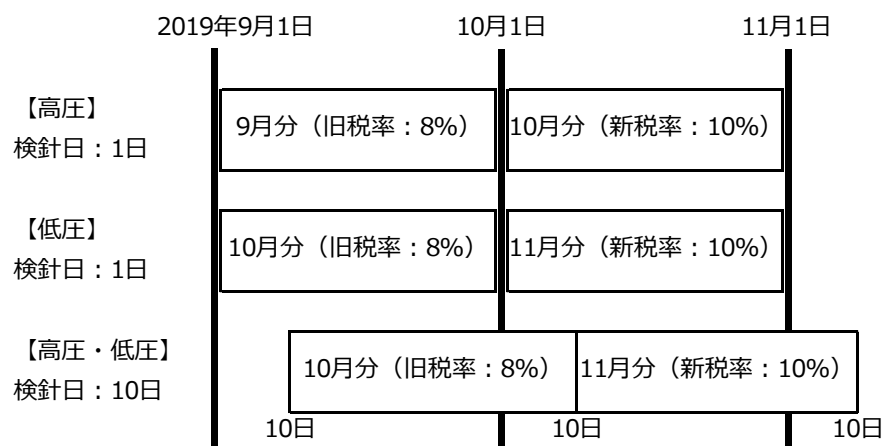 2019年9月1日 10月1日 11月1日
【高圧】
検針日：1日
9月分（旧税率：8%） 10月分（新税率：10%）
【低圧】
検針日：1日
10月分（旧税率：8%） 11月分（新税率：10%）
【高圧・低圧】
検針日：10日
10月分（旧税率：8%） 11月分（新税率：10%）
10日 10日 10日